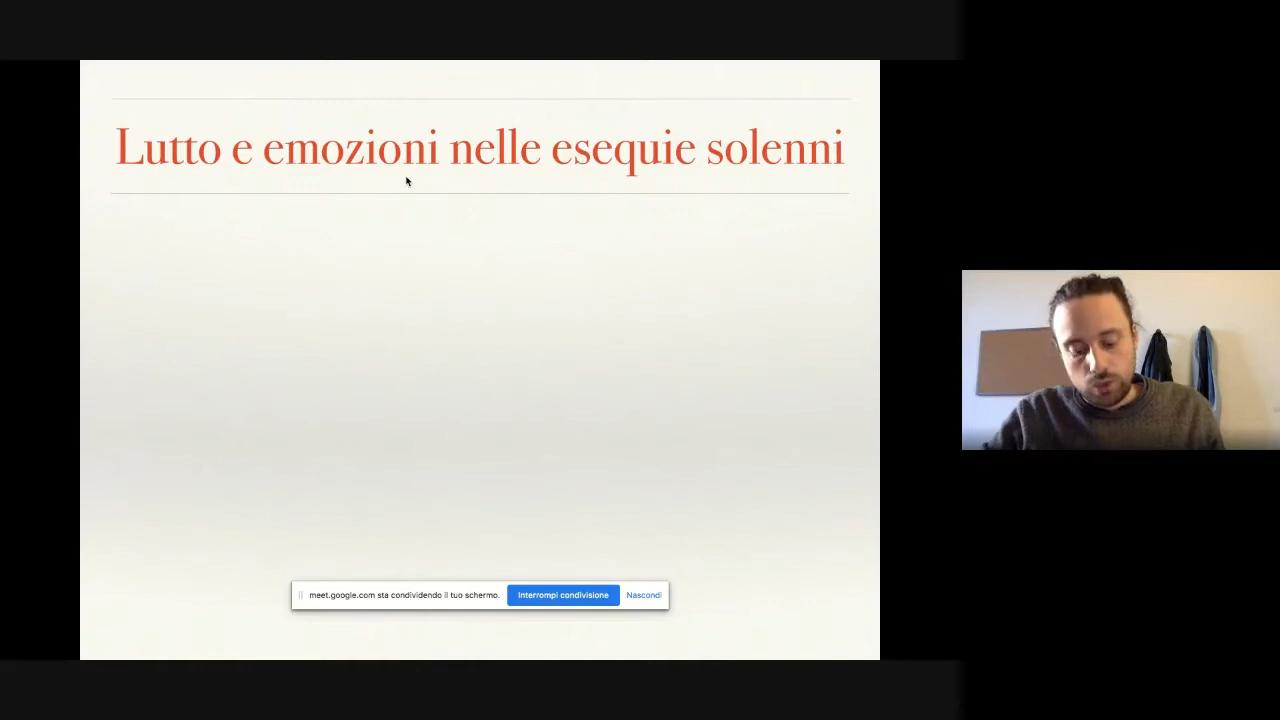 Lutto e emozioni nelle esequie solenni
meet.google.com sta condividendo il tuo schermo. Interrompi condivisione Nascondi